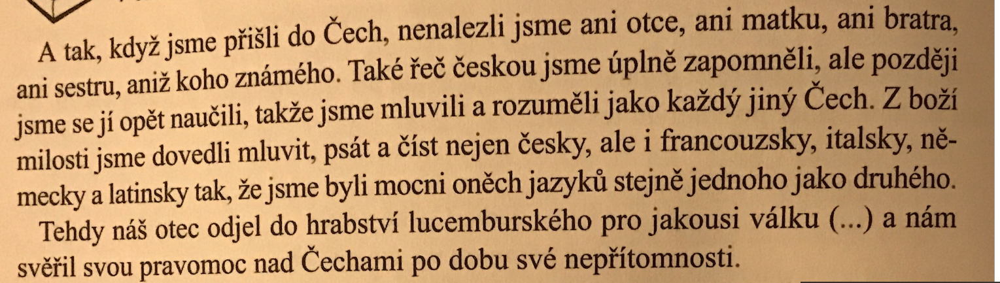 A tak, když jsme přišli do Čech, nenalezli jsme ani otce, ani matku, ani bratra,
ani sestru, aniž koho známého. Také řeč českou jsme úplně zapomněli, ale později
jsme se jí opět naučili, takže jsme mluvili a rozuměli jako každý jiný Čech. Z boží
milosti jsme dovedli mluvit, psát a číst nejen česky, ale i francouzsky, italsky, ně-
mecky a latinsky tak, že jsme byli mocni oněch jazyků stejně jednoho jako druhého.
Tehdy náš otec odjel do hrabství lucemburského pro jakousi válku (...) a nám
svěřil svou pravomoc nad Čechami po dobu své nepřítomnosti.